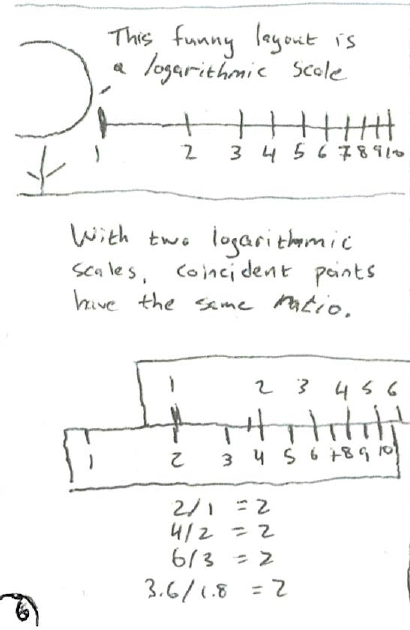 This funny layout is
a logarithmic scale
1 2 3 4 5 6 7 8 9 10
With two logarithmic
scales, coincident points
have the same ratio.
1 2 3 4 5 6
1 2 3 4 5 6 7 8 9 10
2/1 = 2
4/2 = 2
6/3 = 2
3.6/1.8 = 2
6